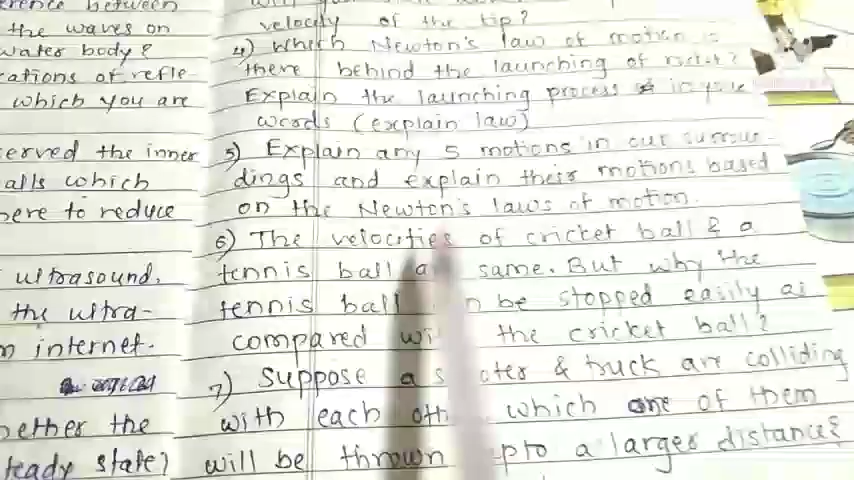 erence between
the waves on
water body?
cations of refle-
which you are
served the inner
alls which
here to reduce
ultrasound.
the ultra-
n internet.
hether the
teady state?
velocity of the tip?
4) Which Newton's law of motion is
there behind the launching of
Explain the launching process in your
words (explain law)
5) Explain any 5 motions in our surroun-
dings and explain their motions based
on the Newton's laws of motion.
6) The velocities of cricket ball & a
tennis ball a same. But why the
tennis ball n be stopped easily as
compared wi the cricket ball?
7) Suppose a s oter & truck are colliding
with each oth which one of them
will be thrown pto a larger distance?